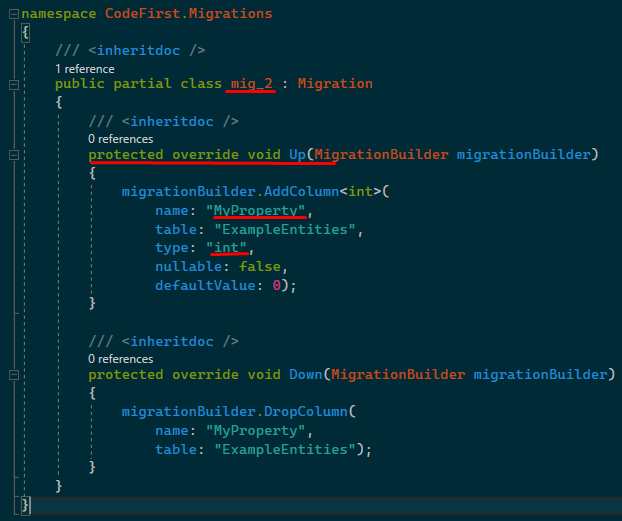 namespace CodeFirst.Migrations
{
/// <inheritdoc />
1 reference
public partial class mig_2 : Migration
{
/// <inheritdoc />
0 references
protected override void Up(MigrationBuilder migrationBuilder)
{
migrationBuilder.AddColumn<int>(
name: "MyProperty",
table: "ExampleEntities",
type: "int",
nullable: false,
defaultValue: 0);
}
/// <inheritdoc />
0 references
protected override void Down(MigrationBuilder migrationBuilder)
{
migrationBuilder.DropColumn(
name: "MyProperty",
table: "ExampleEntities");
}
}
}